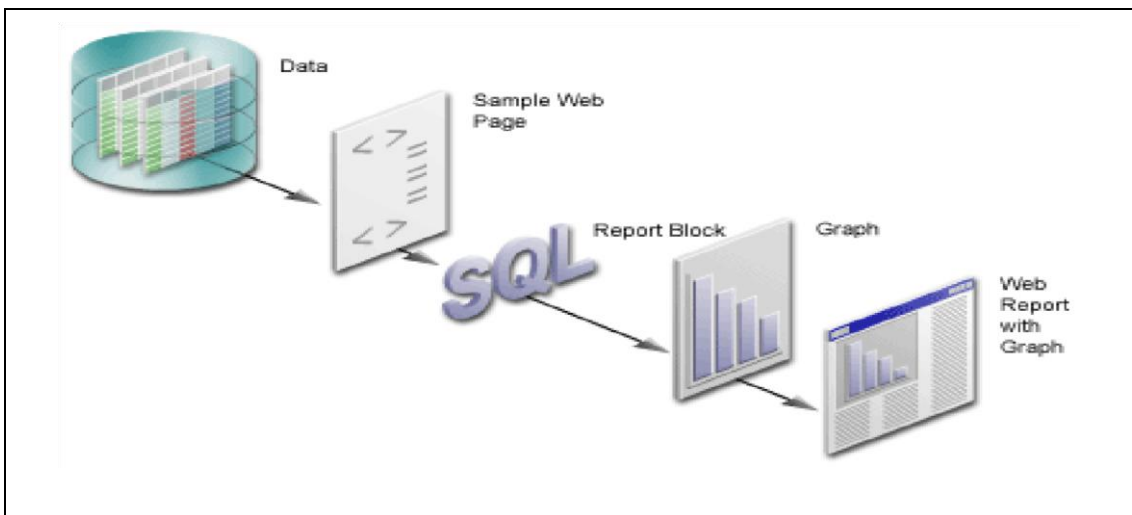 Data
Sample Web
Page
< >
< >
SQL
Report Block
Graph
Web
Report
with
Graph